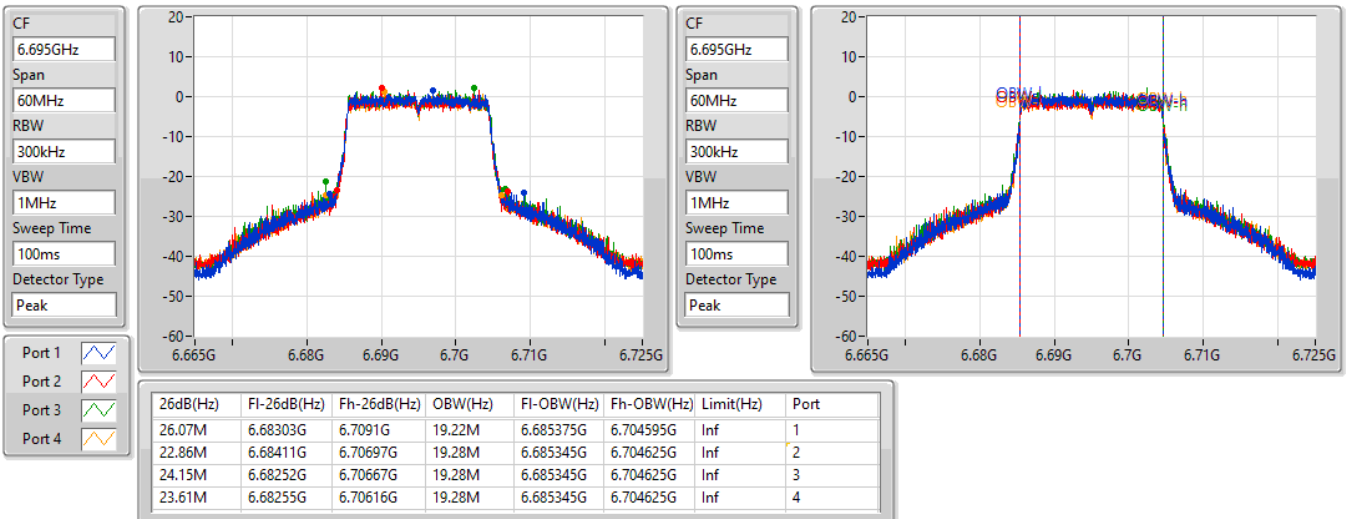 CF
6.695GHz
Span
60MHz
RBW
300kHz
VBW
1MHz
Sweep Time
100ms
Detector Type
Peak
20
10
0
-10
-20
-30
-40
-50
-60
6.665G 6.68G 6.69G 6.7G 6.71G 6.725G
CF
6.695GHz
Span
60MHz
RBW
300kHz
VBW
1MHz
Sweep Time
100ms
Detector Type
Peak
20
10
0
-10
-20
-30
-40
-50
-60
OBW-l OBW-h
6.665G 6.68G 6.69G 6.7G 6.71G 6.725G
Port 1
Port 2
Port 3
Port 4
26dB(Hz) Fl-26dB(Hz) Fh-26dB(Hz) OBW(Hz) Fl-OBW(Hz) Fh-OBW(Hz) Limit(Hz) Port
26.07M 6.68303G 6.7091G 19.22M 6.685375G 6.704595G Inf 1
22.86M 6.68411G 6.70697G 19.28M 6.685345G 6.704625G Inf 2
24.15M 6.68252G 6.70667G 19.28M 6.685345G 6.704625G Inf 3
23.61M 6.68255G 6.70616G 19.28M 6.685345G 6.704625G Inf 4